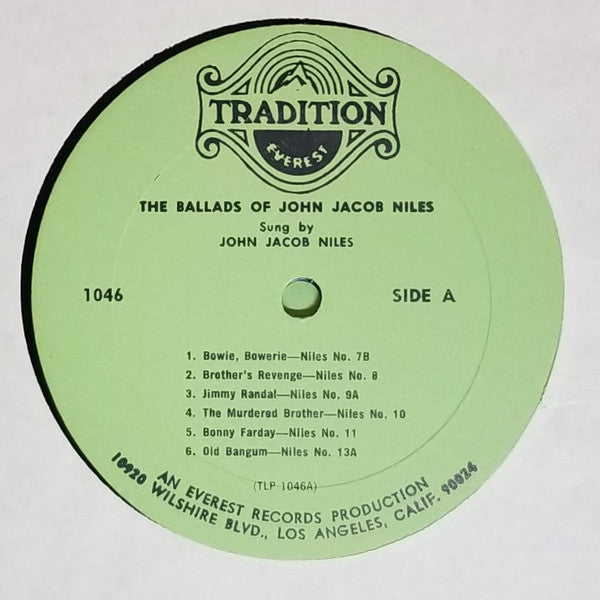 TRADITION
EVEREST
THE BALLADS OF JOHN JACOB NILES
Sung by
JOHN JACOB NILES
1046
SIDE A
1. Bowie, Bowerie—Niles No. 7B
2. Brother's Revenge—Niles No. 8
3. Jimmy Randal—Niles No. 9A
4. The Murdered Brother—Niles No. 10
5. Bonny Farday—Niles No. 11
6. Old Bangum—Niles No. 13A
(TLP 1046A)
AN EVEREST RECORDS PRODUCTION
10920 WILSHIRE BLVD., LOS ANGELES, CALIF. 90024